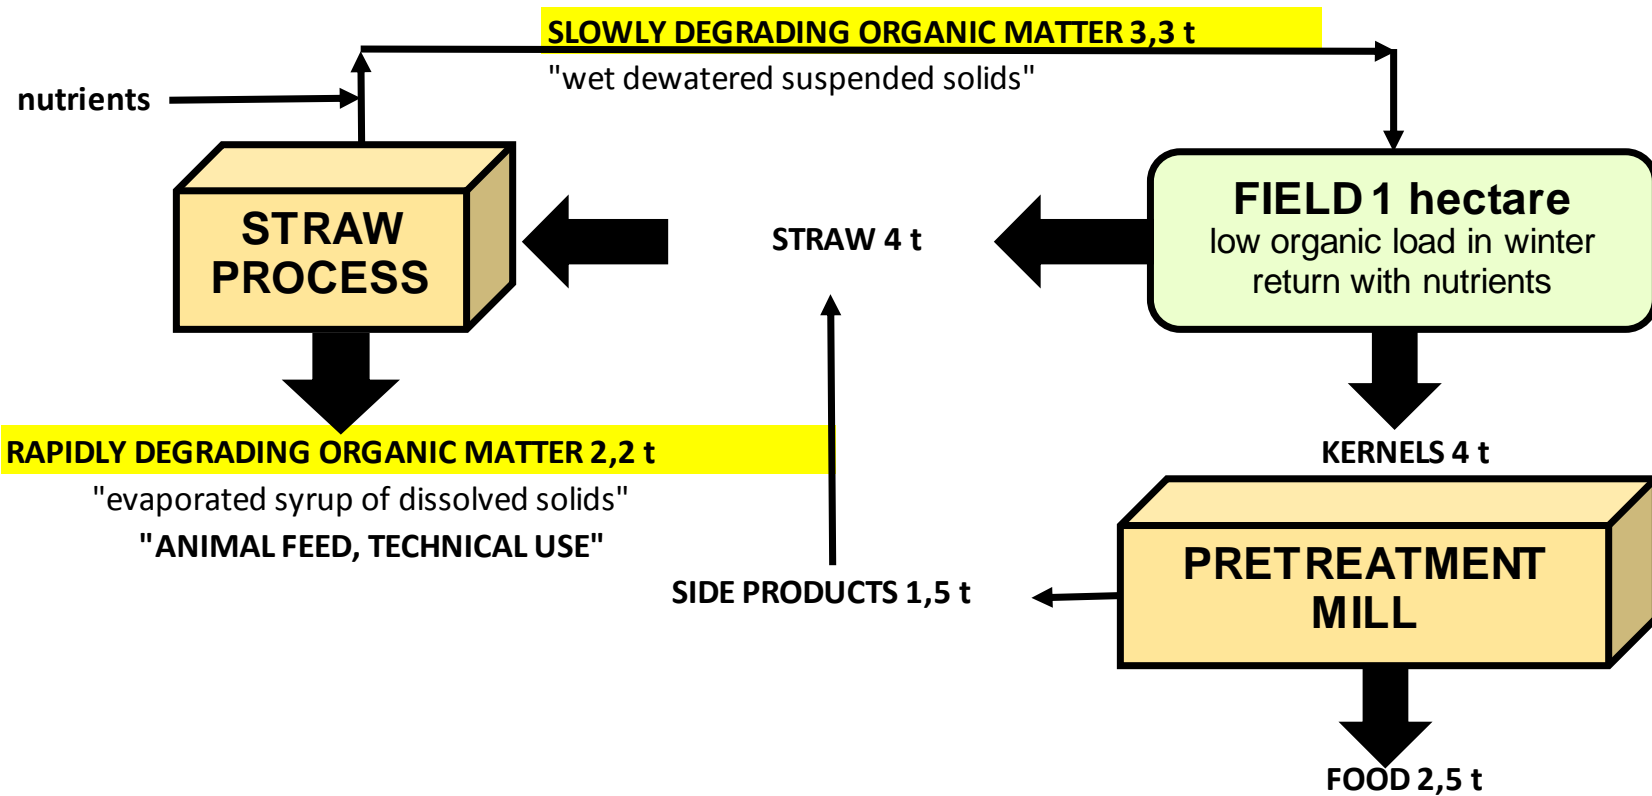 SLOWLY DEGRADING ORGANIC MATTER 3,3 t
"wet dewatered suspended solids"
nutrients
STRAW
PROCESS
STRAW 4 t
FIELD 1 hectare
low organic load in winter
return with nutrients
RAPIDLY DEGRADING ORGANIC MATTER 2,2 t
"evaporated syrup of dissolved solids"
"ANIMAL FEED, TECHNICAL USE"
KERNELS 4 t
SIDE PRODUCTS 1,5 t
PRETREATMENT
MILL
FOOD 2,5 t